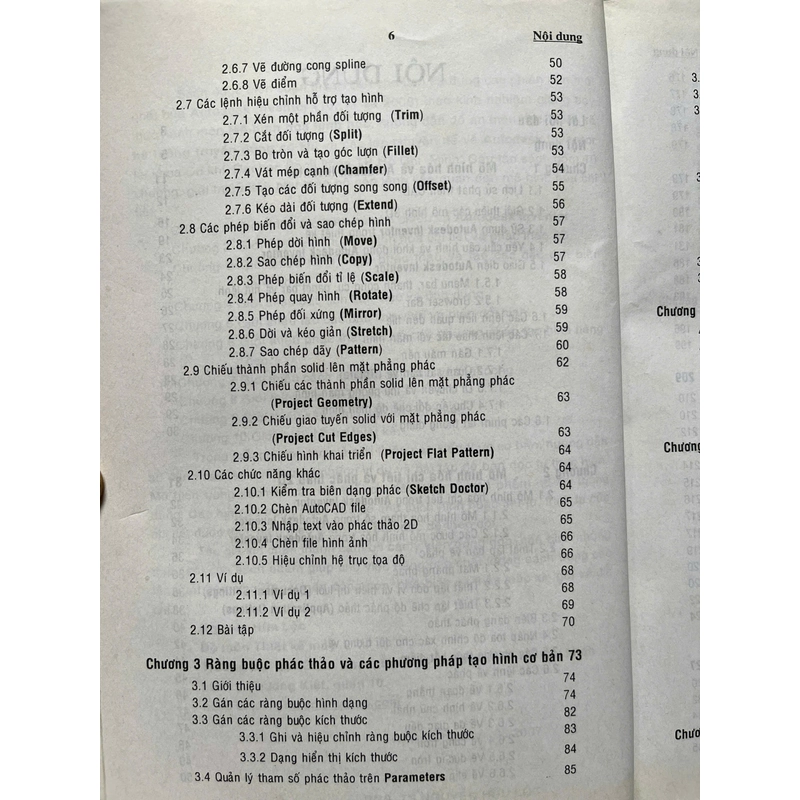 6 Nội dung
2.6.7 Vẽ đường cong spline 50
2.6.8 Vẽ điểm 52
2.7 Các lệnh hiệu chỉnh hỗ trợ tạo hình 53
2.7.1 Xén một phần đối tượng (Trim) 53
2.7.2 Cắt đối tượng (Split) 53
2.7.3 Bo tròn và tạo góc lượn (Fillet) 53
2.7.4 Vát mép cạnh (Chamfer) 54
2.7.5 Tạo các đối tượng song song (Offset) 55
2.7.6 Kéo dài đối tượng (Extend) 56
2.8 Các phép biến đổi và sao chép hình 57
2.8.1 Phép dời hình (Move) 57
2.8.2 Sao chép hình (Copy) 57
2.8.3 Phép biến đổi tỉ lệ (Scale) 58
2.8.4 Phép quay hình (Rotate) 58
2.8.5 Phép đối xứng (Mirror) 59
2.8.6 Dời và kéo giản (Stretch) 59
2.8.7 Sao chép dãy (Pattern) 60
2.9 Chiếu thành phần solid lên mặt phẳng phác 62
2.9.1 Chiếu các thành phần solid lên mặt phẳng phác
(Project Geometry) 63
2.9.2 Chiếu giao tuyến solid với mặt phẳng phác
(Project Cut Edges) 63
2.9.3 Chiếu hình khai triển (Project Flat Pattern) 64
2.10 Các chức năng khác 64
2.10.1 Kiểm tra biên dạng phác (Sketch Doctor) 64
2.10.2 Chèn AutoCAD file 65
2.10.3 Nhập text vào phác thảo 2D 65
2.10.4 Chèn file hình ảnh 66
2.10.5 Hiệu chỉnh hệ trục tọa độ 66
2.11 Ví dụ 68
2.11.1 Ví dụ 1 68
2.11.2 Ví dụ 2 69
2.12 Bài tập 70
Chương 3 Ràng buộc phác thảo và các phương pháp tạo hình cơ bản 73
3.1 Giới thiệu 74
3.2 Gán các ràng buộc hình dạng 74
3.3 Gán các ràng buộc kích thước 82
3.3.1 Ghi và hiệu chỉnh ràng buộc kích thước 83
3.3.2 Dạng hiển thị kích thước 84
3.4 Quản lý tham số phác thảo trên Parameters 85
Chương
Chương
Chươn